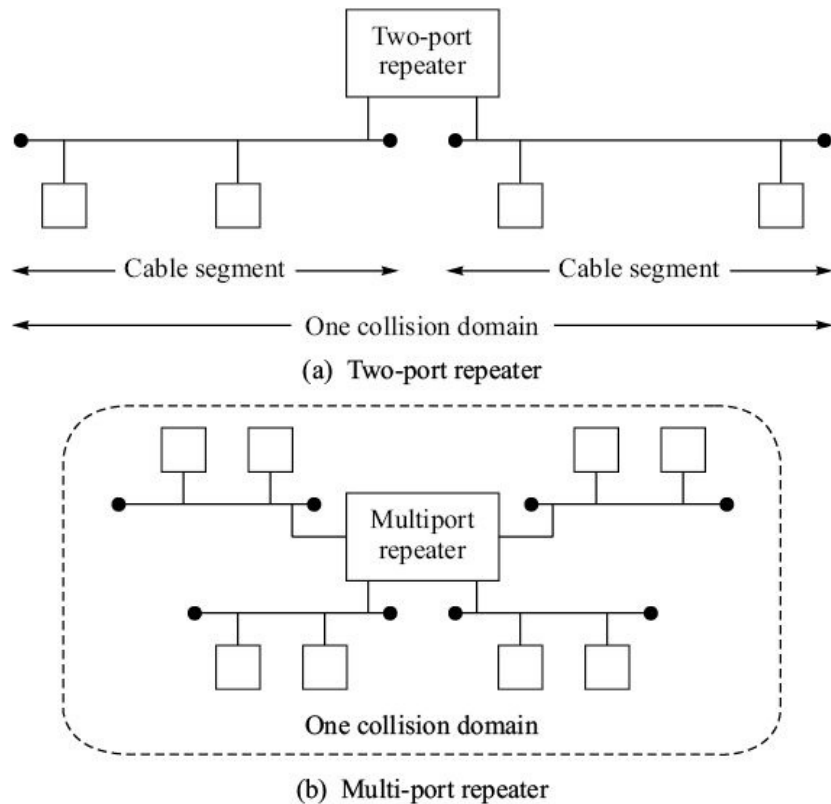 Two-port
repeater
Cable segment
Cable segment
One collision domain
(a) Two-port repeater
Multiport
repeater
One collision domain
(b) Multi-port repeater